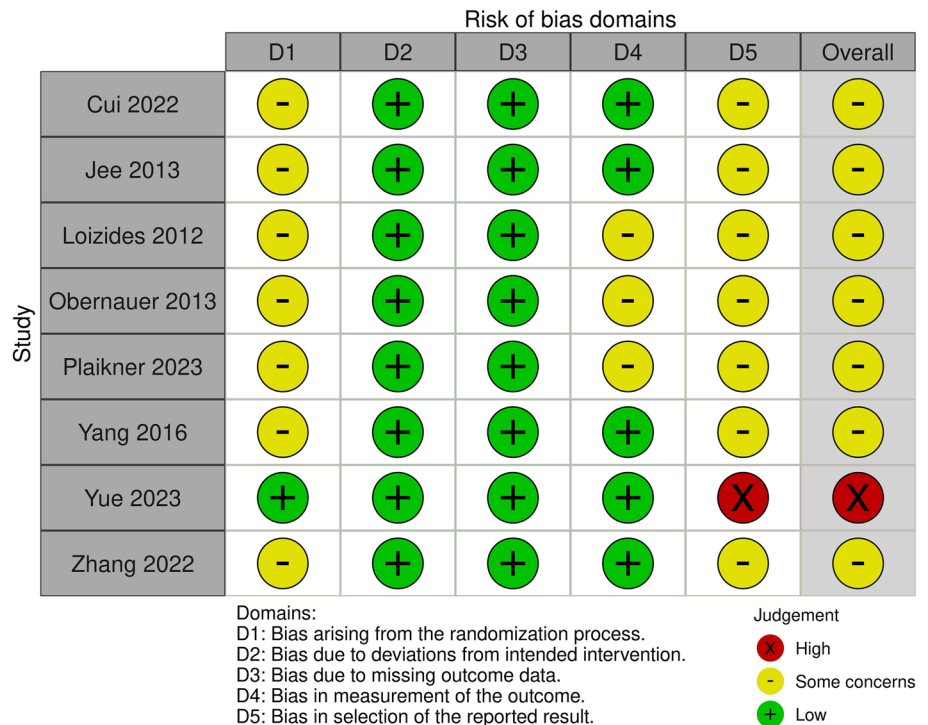 Risk of bias domains
D1 D2 D3 D4 D5 Overall
Study
Cui 2022 - + + + - -
Jee 2013 - + + + - -
Loizides 2012 - + + - - -
Obernauer 2013 - + + - - -
Plaikner 2023 - + + - - -
Yang 2016 - + + + - -
Yue 2023 + + + + X X
Zhang 2022 - + + + - -
Domains:
D1: Bias arising from the randomization process.
D2: Bias due to deviations from intended intervention.
D3: Bias due to missing outcome data.
D4: Bias in measurement of the outcome.
D5: Bias in selection of the reported result.
Judgement
X High
- Some concerns
+ Low